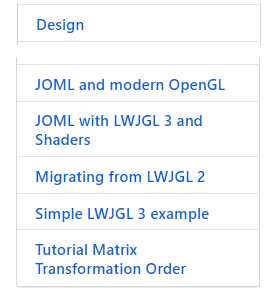 Design
JOML and modern OpenGL
JOML with LWJGL 3 and
Shaders
Migrating from LWJGL 2
Simple LWJGL 3 example
Tutorial Matrix
Transformation Order